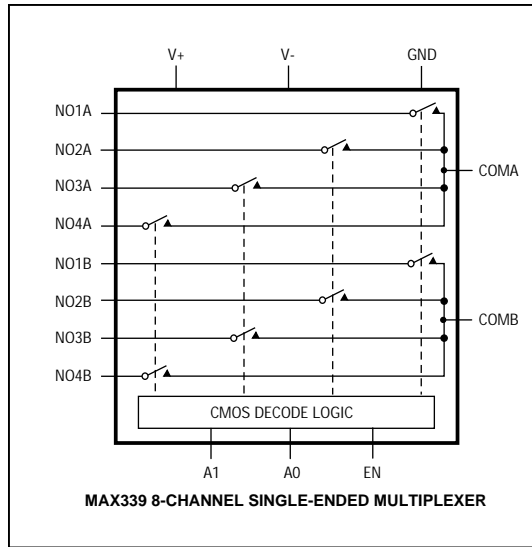 V+ V- GND
NO1A
NO2A
COMA
NO3A
NO4A
NO1B
NO2B
COMB
NO3B
NO4B
CMOS DECODE LOGIC
A1 A0 EN
MAX339 8-CHANNEL SINGLE-ENDED MULTIPLEXER